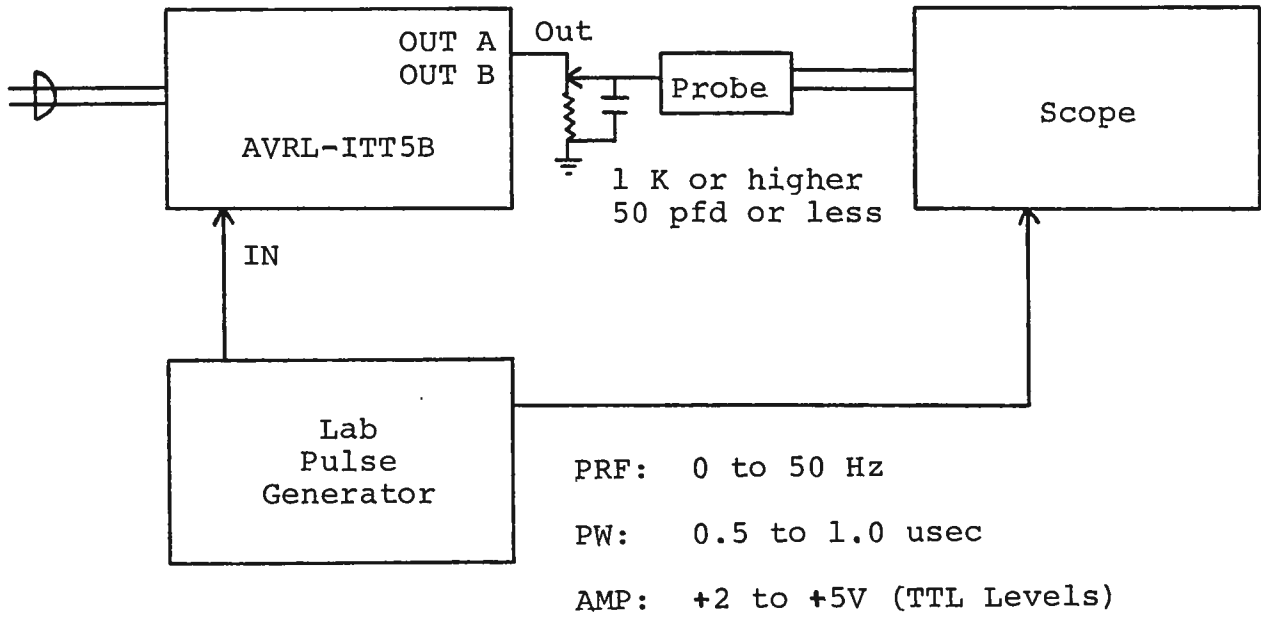 OUT A
OUT B
AVRL-ITT5B
Out
Probe
Scope
1 K or higher
50 pfd or less
IN
Lab
Pulse
Generator
PRF: 0 to 50 Hz
PW: 0.5 to 1.0 usec
AMP: +2 to +5V (TTL Levels)